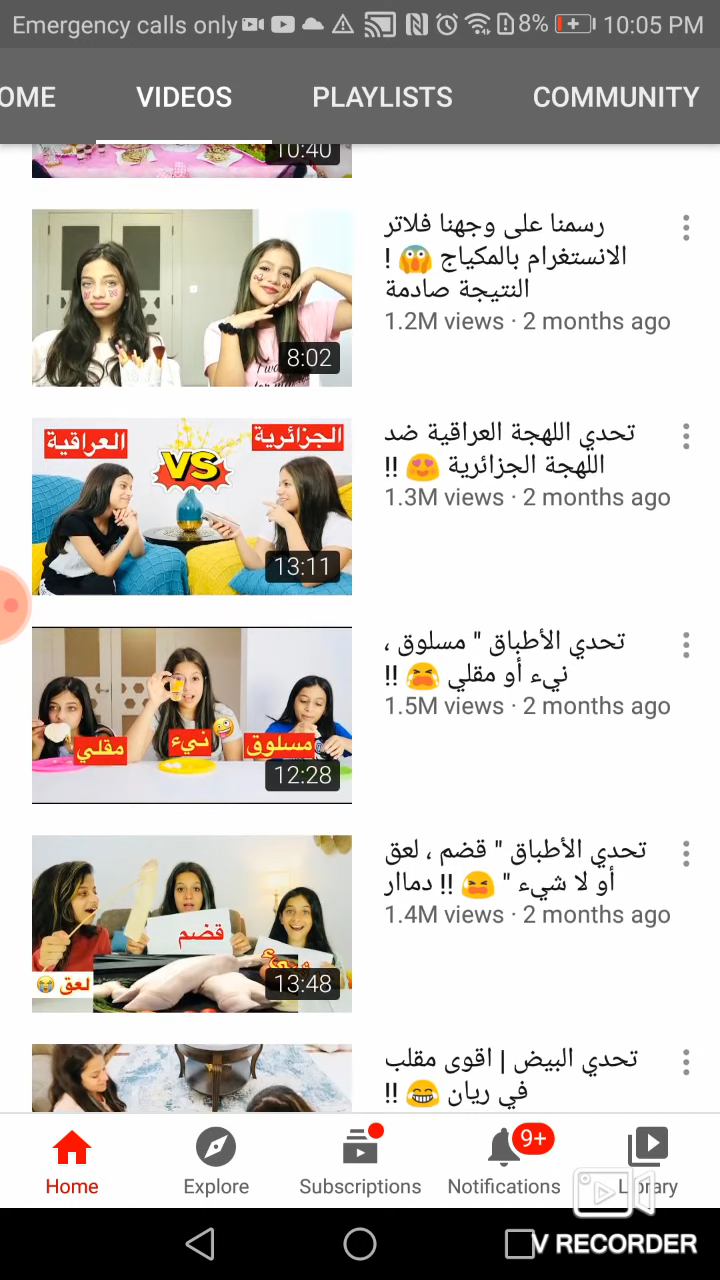 Emergency calls only 8% 10:05 PM
OME VIDEOS PLAYLISTS COMMUNITY
10:40
رسمنا على وجهنا فلاتر
الانستغرام بالمكياج 😱 !
النتيجة صادمة
1.2M views · 2 months ago
8:02
العراقية
VS
الجزائرية
13:11
تحدي اللهجة العراقية ضد
اللهجة الجزائرية 😍 !!
1.3M views · 2 months ago
مقلي
نيء
مسلوق
12:28
تحدي الأطباق " مسلوق ،
نيء أو مقلي 😭 !!
1.5M views · 2 months ago
قضم
لعق
13:48
تحدي الأطباق " قضم ، لعق
أو لا شيء " 😫 !! دماار
1.4M views · 2 months ago
تحدي البيض | اقوى مقلب
في ريان 😂 !!
9+
Home Explore Subscriptions Notifications Library
V RECORDER